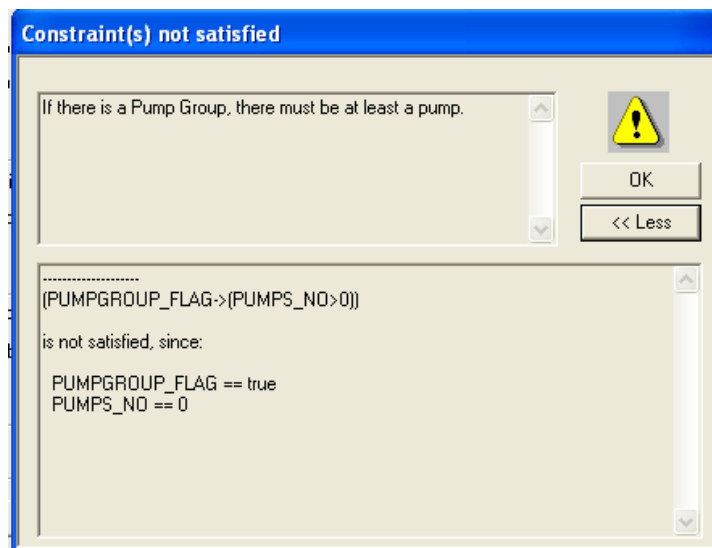 Constraint(s) not satisfied
If there is a Pump Group, there must be at least a pump.
OK
<< Less
--------------------
(PUMPGROUP_FLAG->(PUMPS_NO>0))
is not satisfied, since:
PUMPGROUP_FLAG == true
PUMPS_NO == 0